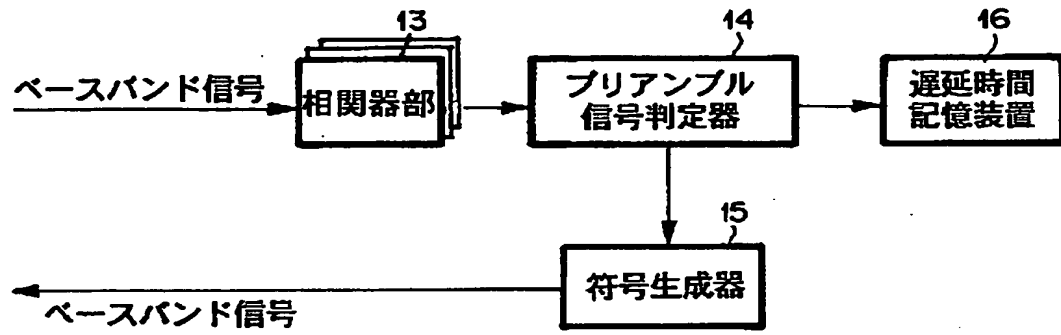 13
14
16
ベースバンド信号
相関器部
プリアンブル
信号判定器
遅延時間
記憶装置
15
符号生成器
ベースバンド信号